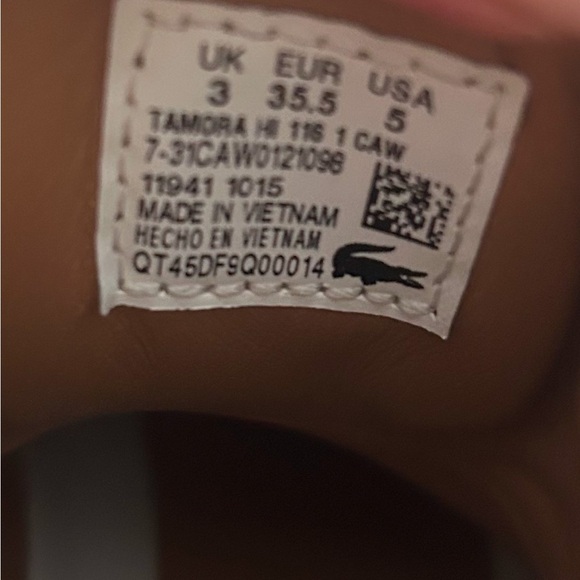 UK EUR USA
3 35.5 5
TAMORA HI 116 1 CAW
7-31CAW0121096
11941 1015
MADE IN VIETNAM
HECHO EN VIETNAM
QT45DF9Q00014